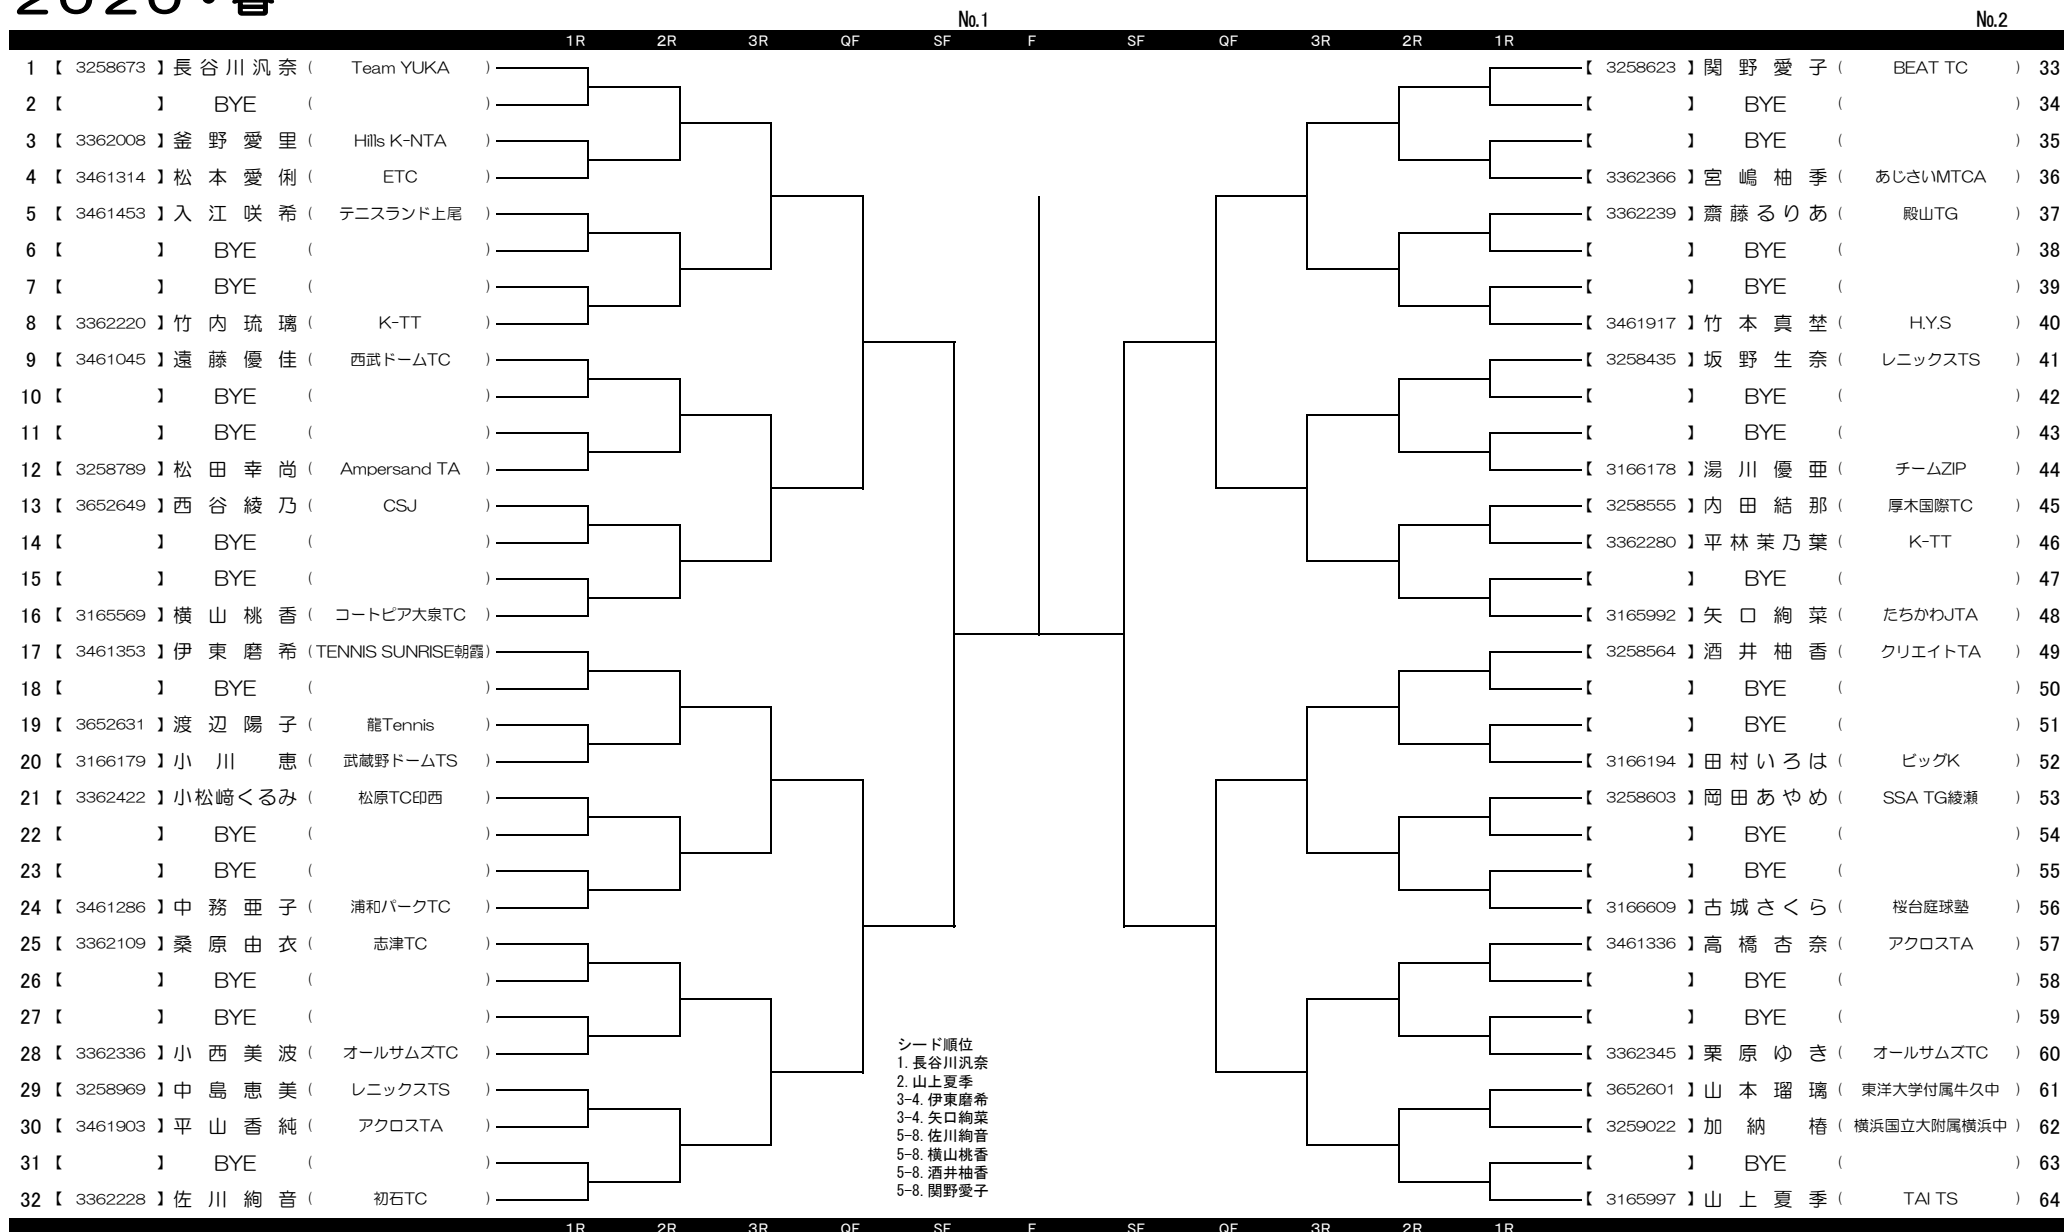 2026・春
No.1 No.2
1R 2R 3R QF SF F SF QF 3R 2R 1R
1 【 3258673 】 長谷川汎奈 ( Team YUKA )
2 【 】 BYE ( )
3 【 3362008 】 釜野愛里 ( Hills K-NTA )
4 【 3461314 】 松本愛俐 ( ETC )
5 【 3461453 】 入江咲希 ( テニスランド上尾 )
6 【 】 BYE ( )
7 【 】 BYE ( )
8 【 3362220 】 竹内琉璃 ( K-TT )
9 【 3461045 】 遠藤優佳 ( 西武ドームTC )
10 【 】 BYE ( )
11 【 】 BYE ( )
12 【 3258789 】 松田幸尚 ( Ampersand TA )
13 【 3652649 】 西谷綾乃 ( CSJ )
14 【 】 BYE ( )
15 【 】 BYE ( )
16 【 3165569 】 横山桃香 ( コートピア大泉TC )
17 【 3461353 】 伊東磨希 ( TENNIS SUNRISE朝霞 )
18 【 】 BYE ( )
19 【 3652631 】 渡辺陽子 ( 龍Tennis )
20 【 3166179 】 小川恵 ( 武蔵野ドームTS )
21 【 3362422 】 小松﨑くるみ ( 松原TC印西 )
22 【 】 BYE ( )
23 【 】 BYE ( )
24 【 3461286 】 中務亜子 ( 浦和パークTC )
25 【 3362109 】 桑原由衣 ( 志津TC )
26 【 】 BYE ( )
27 【 】 BYE ( )
28 【 3362336 】 小西美波 ( オールサムズTC )
29 【 3258969 】 中島恵美 ( レニックスTS )
30 【 3461903 】 平山香純 ( アクロスTA )
31 【 】 BYE ( )
32 【 3362228 】 佐川絢音 ( 初石TC )
シード順位
1. 長谷川汎奈
2. 山上夏季
3-4. 伊東磨希
3-4. 矢口絢菜
5-8. 佐川絢音
5-8. 横山桃香
5-8. 酒井柚香
5-8. 関野愛子
【 3258623 】 関野愛子 ( BEAT TC ) 33
【 】 BYE ( ) 34
【 】 BYE ( ) 35
【 3362366 】 宮嶋柚季 ( あじさいMTCA ) 36
【 3362239 】 齋藤るりあ ( 殿山TG ) 37
【 】 BYE ( ) 38
【 】 BYE ( ) 39
【 3461917 】 竹本真埜 ( H.Y.S ) 40
【 3258435 】 坂野生奈 ( レニックスTS ) 41
【 】 BYE ( ) 42
【 】 BYE ( ) 43
【 3166178 】 湯川優亜 ( チームZIP ) 44
【 3258555 】 内田結那 ( 厚木国際TC ) 45
【 3362280 】 平林茉乃葉 ( K-TT ) 46
【 】 BYE ( ) 47
【 3165992 】 矢口絢菜 ( たちかわJTA ) 48
【 3258564 】 酒井柚香 ( クリエイトTA ) 49
【 】 BYE ( ) 50
【 】 BYE ( ) 51
【 3166194 】 田村いろは ( ビッグK ) 52
【 3258603 】 岡田あやめ ( SSA TG綾瀬 ) 53
【 】 BYE ( ) 54
【 】 BYE ( ) 55
【 3166609 】 古城さくら ( 桜台庭球塾 ) 56
【 3461336 】 高橋杏奈 ( アクロスTA ) 57
【 】 BYE ( ) 58
【 】 BYE ( ) 59
【 3362345 】 栗原ゆき ( オールサムズTC ) 60
【 3652601 】 山本瑠璃 ( 東洋大学付属牛久中 ) 61
【 3259022 】 加納椿 ( 横浜国立大附属横浜中 ) 62
【 】 BYE ( ) 63
【 3165997 】 山上夏季 ( TAI TS ) 64
1R 2R 3R QF SF F SF QF 3R 2R 1R